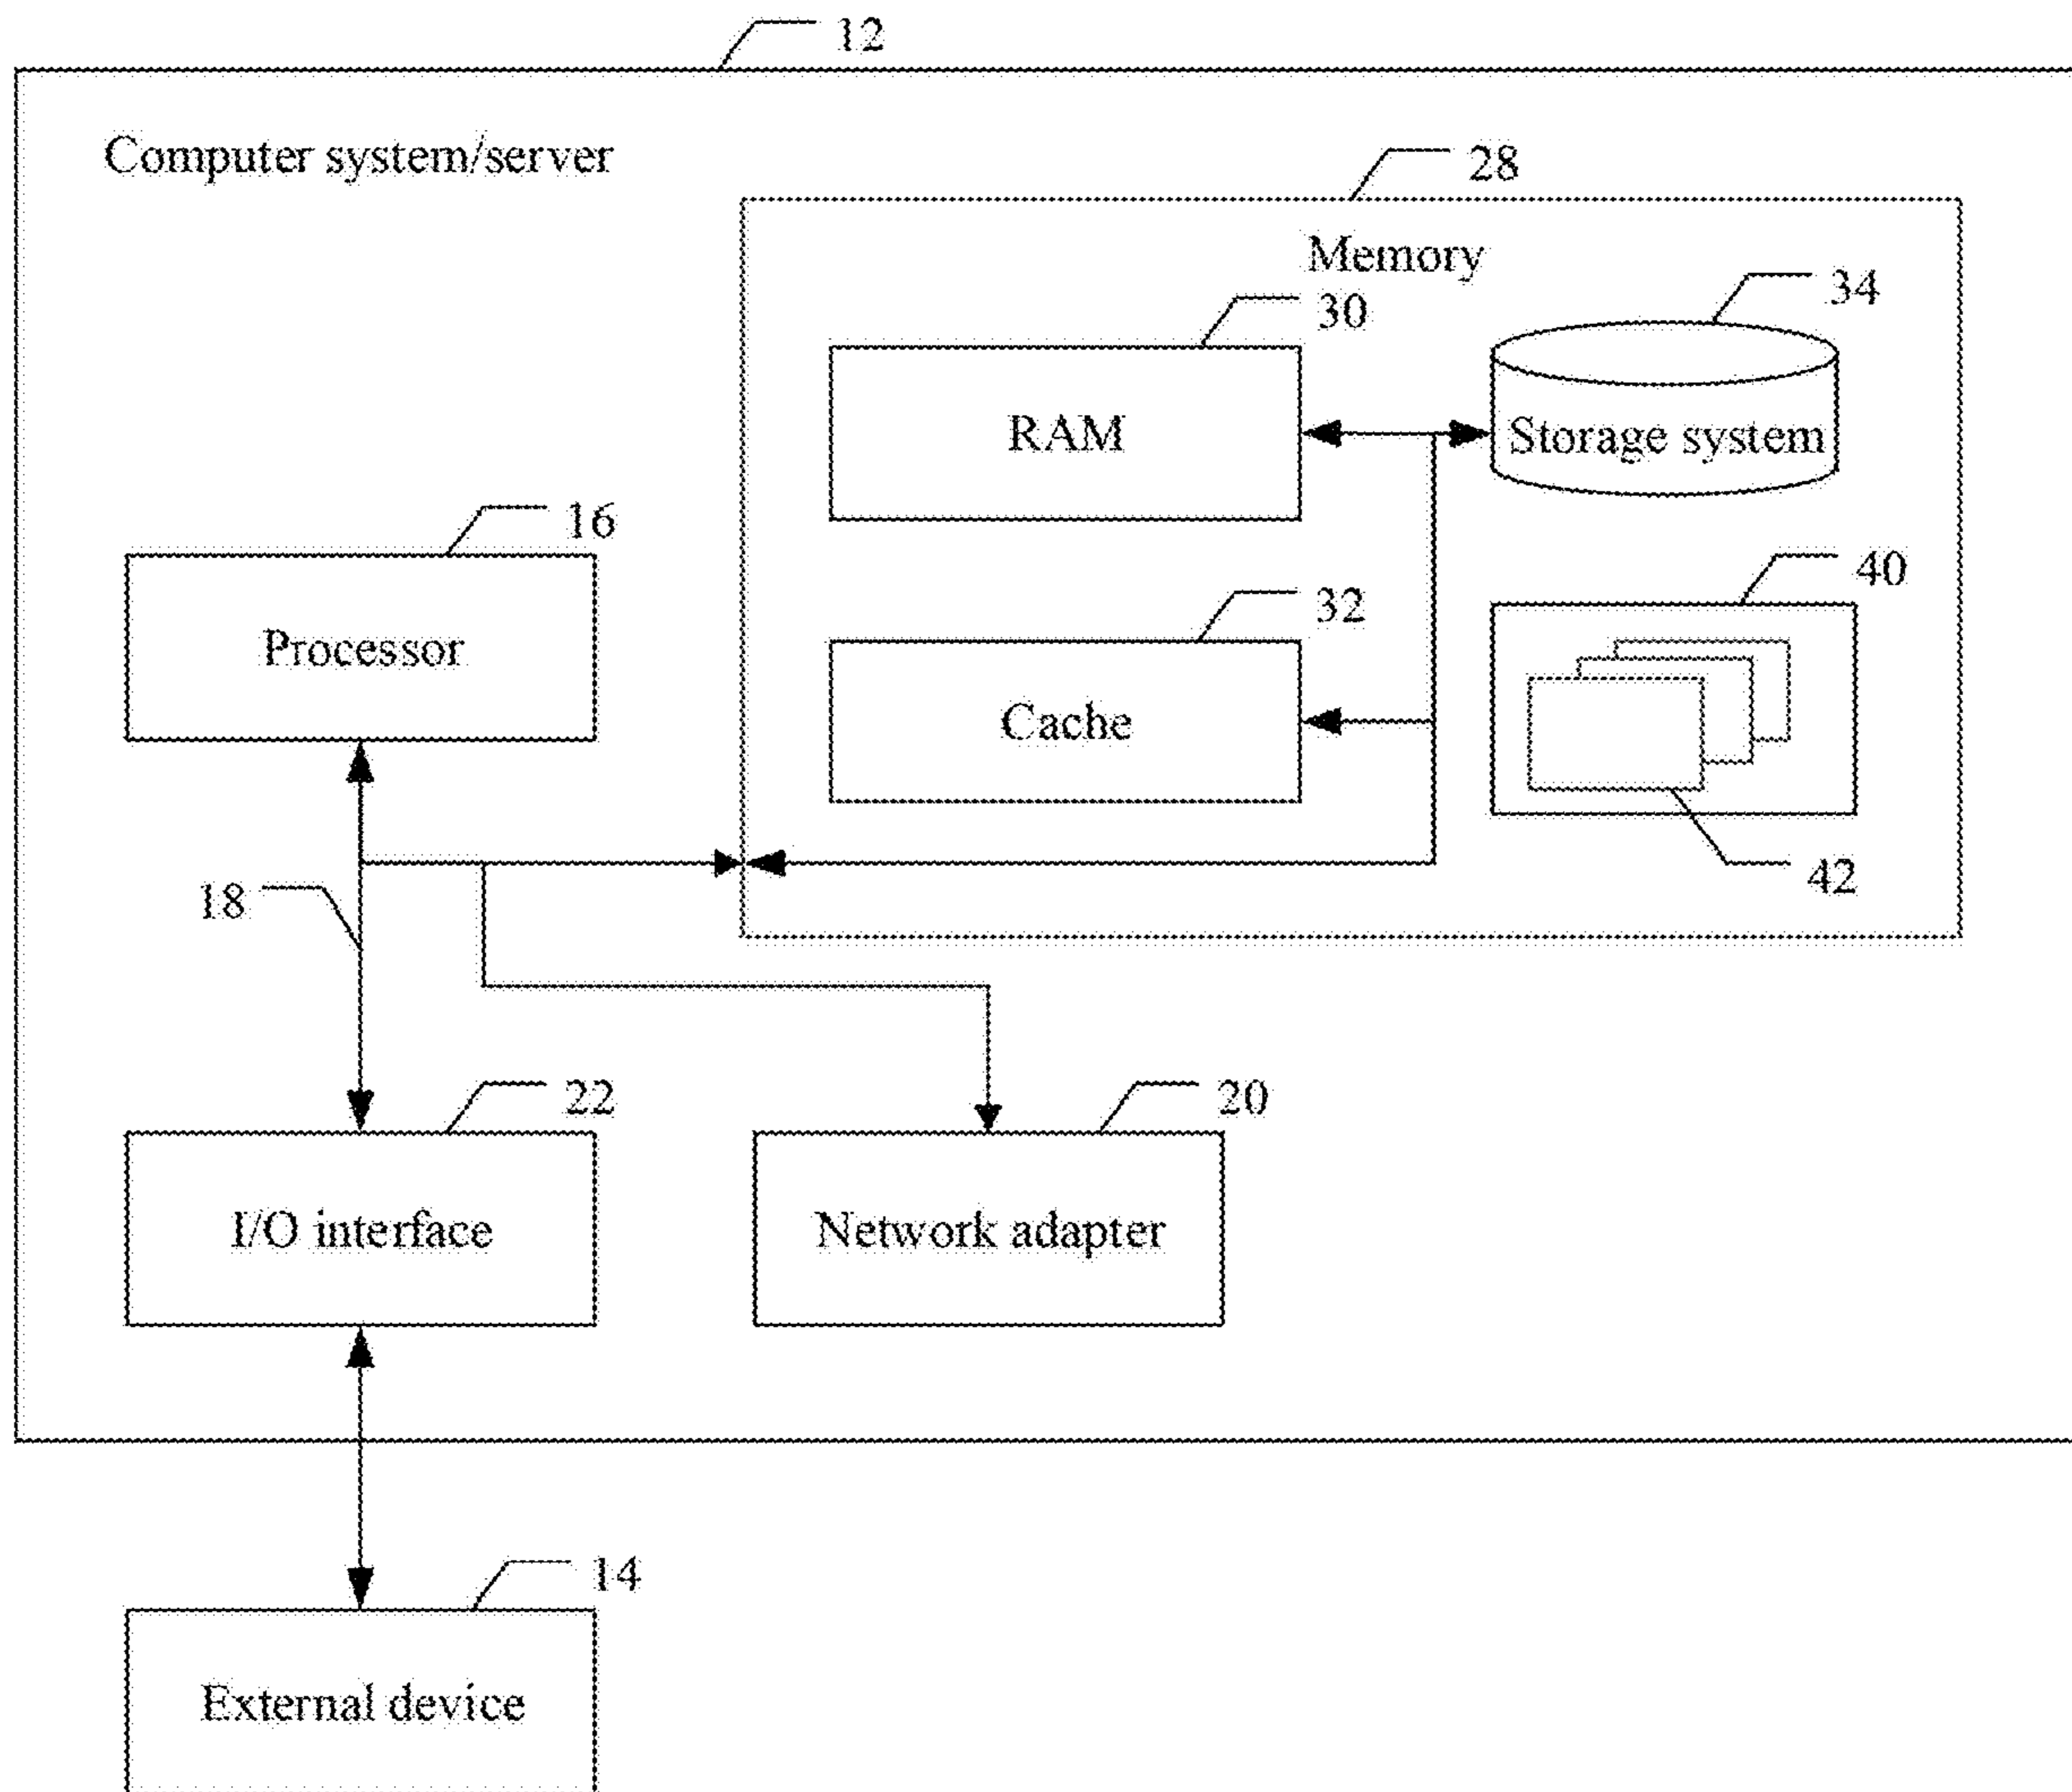 12
Computer system/server
28
Memory
34
30
RAM
Storage system
16
40
32
Processor
Cache
18
42
22
20
I/O interface
Network adapter
14
External device